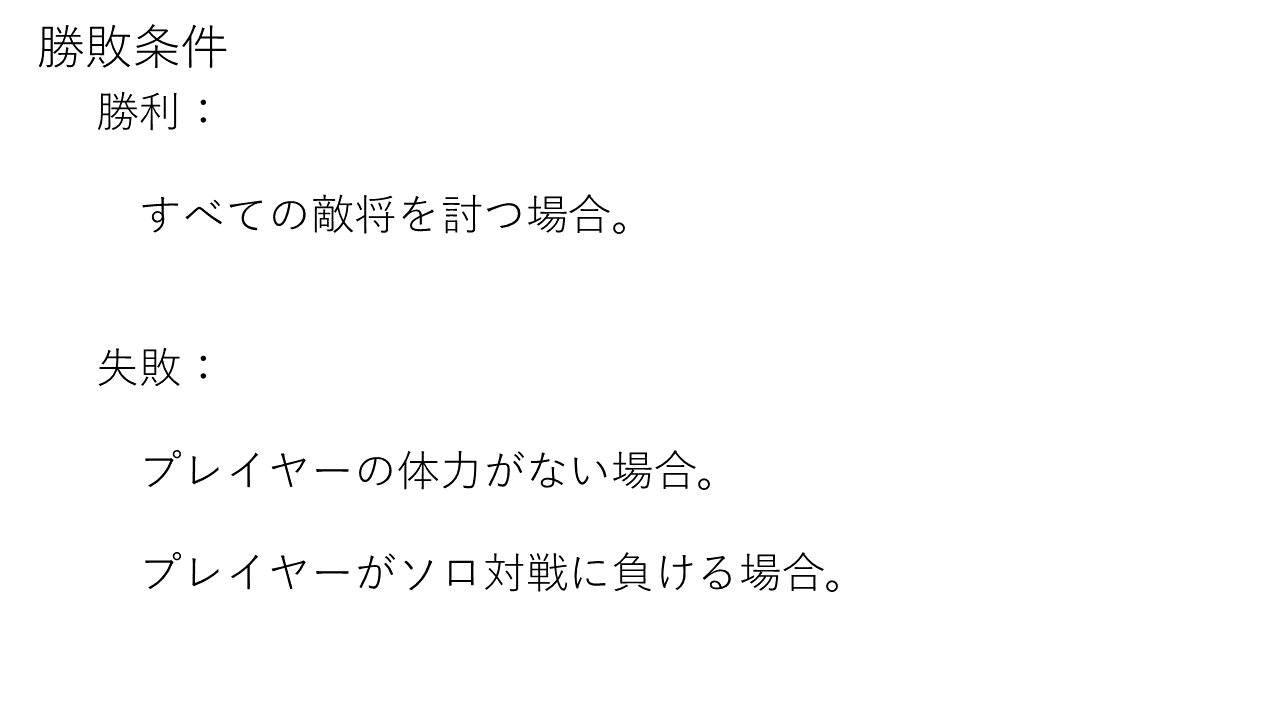 勝敗条件
勝利：
すべての敵将を討つ場合。
失敗：
プレイヤーの体力がない場合。
プレイヤーがソロ対戦に負ける場合。